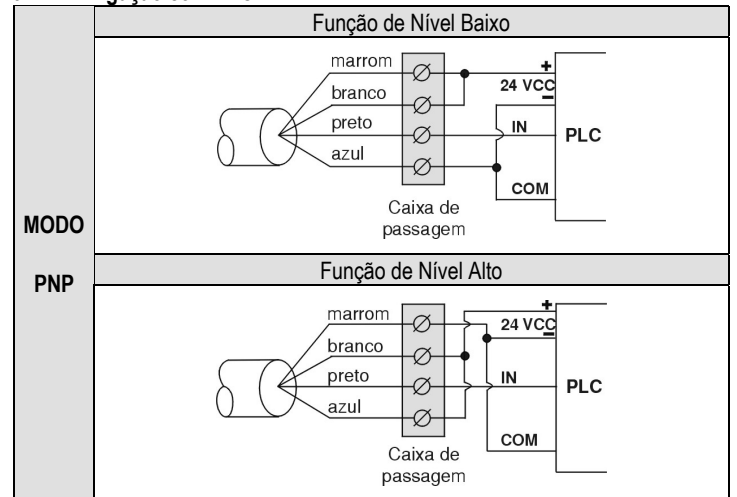 Função de Nível Baixo
marrom
branco
preto
azul
Caixa de
passagem
+
24 VCC
−
IN
PLC
COM
MODO
PNP
Função de Nível Alto
marrom
branco
preto
azul
Caixa de
passagem
+
24 VCC
−
IN
PLC
COM